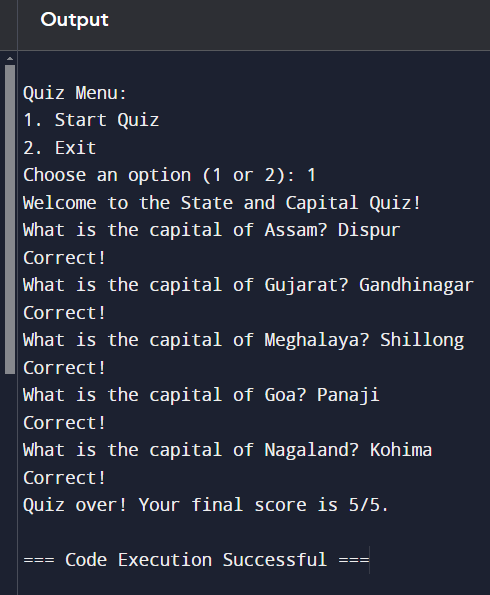 Output
Quiz Menu:
1. Start Quiz
2. Exit
Choose an option (1 or 2): 1
Welcome to the State and Capital Quiz!
What is the capital of Assam? Dispur
Correct!
What is the capital of Gujarat? Gandhinagar
Correct!
What is the capital of Meghalaya? Shillong
Correct!
What is the capital of Goa? Panaji
Correct!
What is the capital of Nagaland? Kohima
Correct!
Quiz over! Your final score is 5/5.
=== Code Execution Successful ===